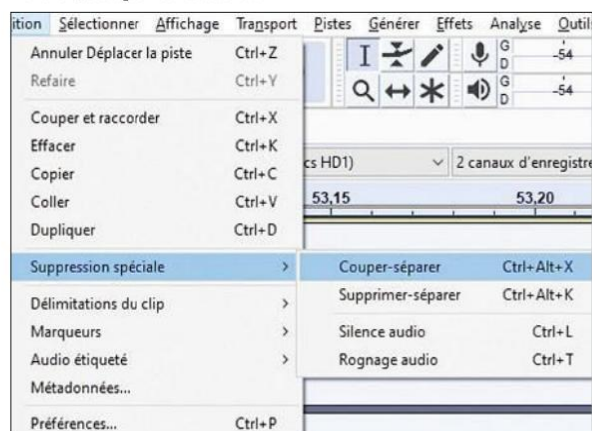 ition Sélectionner Affichage Transport Pistes Générer Effets Analyse Outil
Annuler Déplacer la piste Ctrl+Z
Refaire Ctrl+Y
Couper et raccorder Ctrl+X
Effacer Ctrl+K
Copier Ctrl+C
Coller Ctrl+V
Dupliquer Ctrl+D
Suppression spéciale >
Délimitations du clip >
Marqueurs >
Audio étiqueté >
Métadonnées...
Préférences... Ctrl+P
G
D -54
G
D -54
cs HD1) 2 canaux d'enregistre
53,15 53,20
Couper-séparer Ctrl+Alt+X
Supprimer-séparer Ctrl+Alt+K
Silence audio Ctrl+L
Rognage audio Ctrl+T